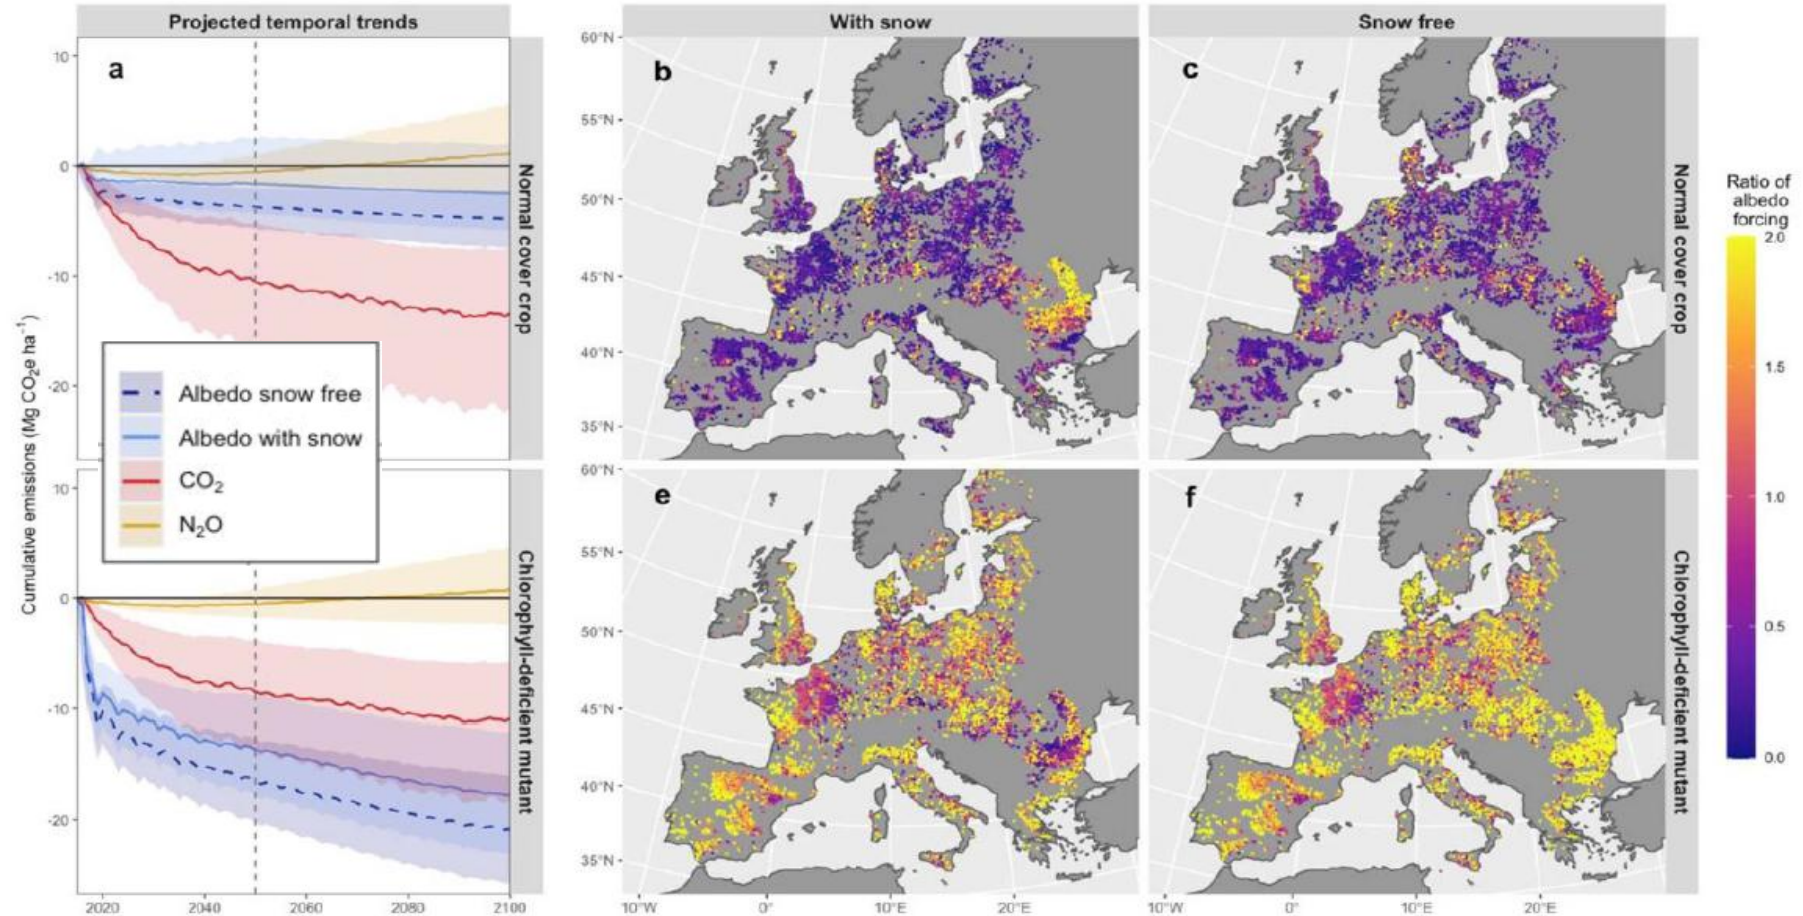 Projected temporal trends
With snow
Snow free
a
b
c
e
f
10
0
-10
-20
10
0
-10
-20
2020
2040
2060
2080
2100
Cumulative emissions (Mg CO₂e ha⁻¹)
Albedo snow free
Albedo with snow
CO₂
N₂O
Normal cover crop
Chlorophyll-deficient mutant
60°N
55°N
50°N
45°N
40°N
35°N
60°N
55°N
50°N
45°N
40°N
35°N
10°W
0°
10°E
20°E
10°W
0°
10°E
20°E
Normal cover crop
Chlorophyll-deficient mutant
Ratio of
albedo
forcing
2.0
1.5
1.0
0.5
0.0